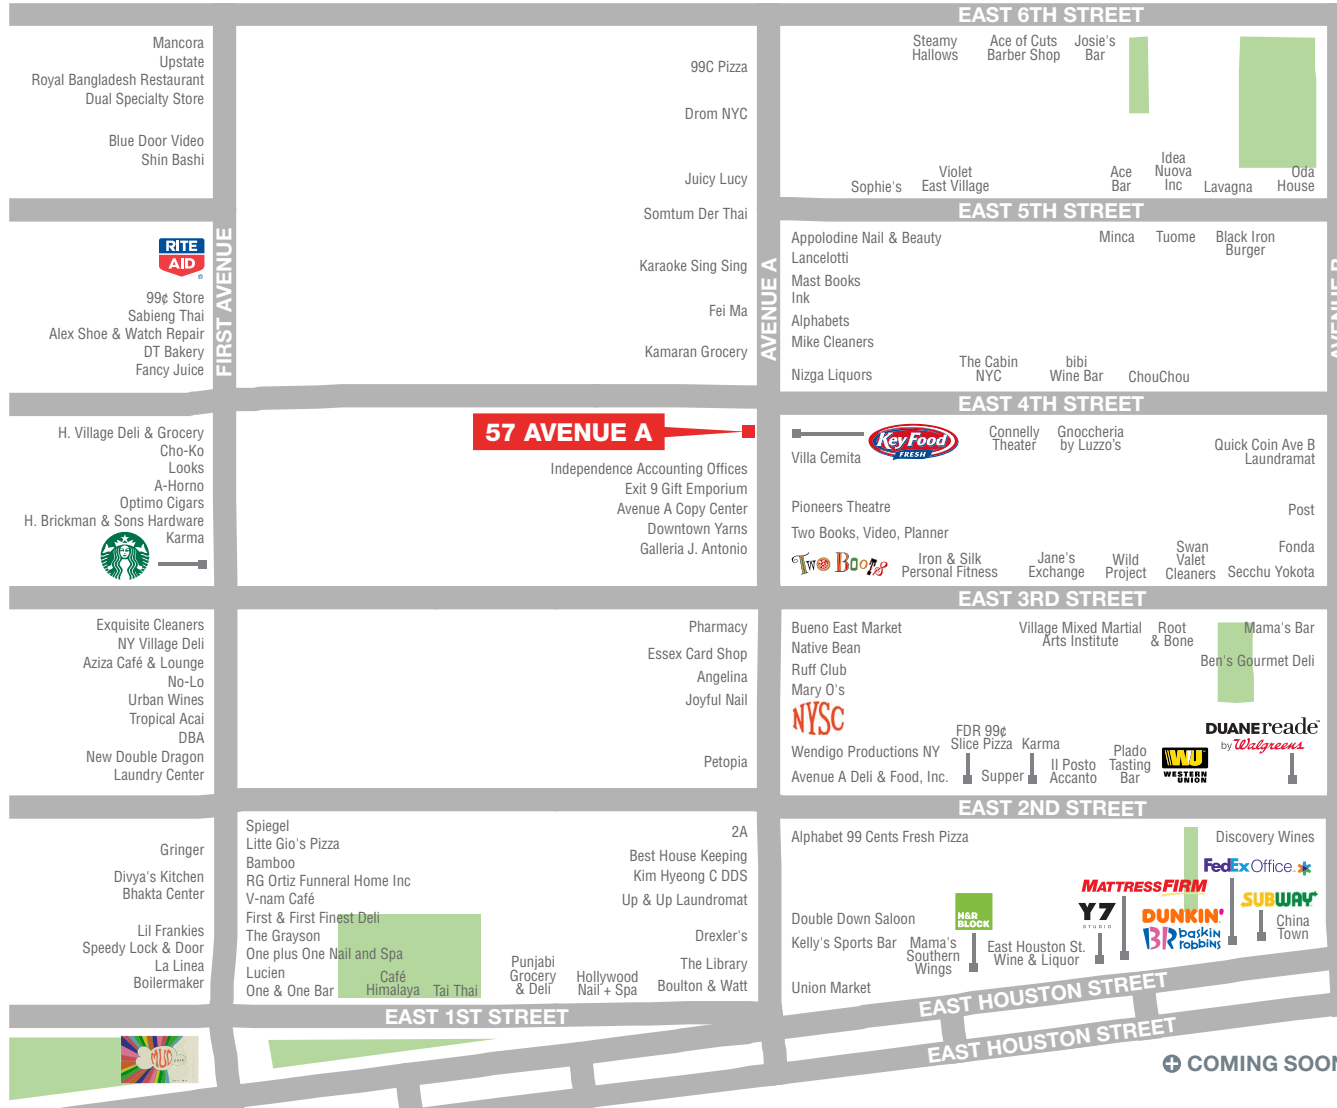 EAST 6TH STREET
Mancora
Upstate
Royal Bangladesh Restaurant
Dual Specialty Store
Blue Door Video
Shin Bashi
99C Pizza
Drom NYC
Juicy Lucy
Somtum Der Thai
Karaoke Sing Sing
Fei Ma
Kamaran Grocery
Steamy
Hallows
Ace of Cuts
Barber Shop
Josie's
Bar
Sophie's
Violet
East Village
Ace
Bar
Idea
Nuova
Inc
Lavagna
Oda
House
EAST 5TH STREET
RITE
AID
99¢ Store
Sabieng Thai
Alex Shoe & Watch Repair
DT Bakery
Fancy Juice
FIRST AVENUE
AVENUE A
AVENUE B
Appolodine Nail & Beauty
Lancelotti
Mast Books
Ink
Alphabets
Mike Cleaners
Nizga Liquors
Minca
Tuome
Black Iron
Burger
The Cabin
NYC
bibi
Wine Bar
ChouChou
EAST 4TH STREET
57 AVENUE A
H. Village Deli & Grocery
Cho-Ko
Looks
A-Horno
Optimo Cigars
H. Brickman & Sons Hardware
Karma
Independence Accounting Offices
Exit 9 Gift Emporium
Avenue A Copy Center
Downtown Yarns
Galleria J. Antonio
Key Food
FRESH
Villa Cemita
Connelly
Theater
Gnoccheria
by Luzzo's
Quick Coin Ave B
Laundramat
Pioneers Theatre
Post
Two Books, Video, Planner
Two Boots
Iron & Silk
Personal Fitness
Jane's
Exchange
Wild
Project
Swan
Valet
Cleaners
Fonda
Secchu Yokota
EAST 3RD STREET
Exquisite Cleaners
NY Village Deli
Aziza Café & Lounge
No-Lo
Urban Wines
Tropical Acai
DBA
New Double Dragon
Laundry Center
Pharmacy
Essex Card Shop
Angelina
Joyful Nail
Petopia
Bueno East Market
Native Bean
Ruff Club
Mary O's
NYSC
Wendigo Productions NY
Avenue A Deli & Food, Inc.
Village Mixed Martial
Arts Institute
Root
& Bone
Mama's Bar
Ben's Gourmet Deli
FDR 99¢
Slice Pizza
Karma
Supper
Il Posto
Accanto
Plado
Tasting
Bar
WU
WESTERN
UNION
DUANEreade
by Walgreens
EAST 2ND STREET
Gringer
Divya's Kitchen
Bhakta Center
Lil Frankies
Speedy Lock & Door
La Linea
Boilermaker
Spiegel
Litte Gio's Pizza
Bamboo
RG Ortiz Funneral Home Inc
V-nam Café
First & First Finest Deli
The Grayson
One plus One Nail and Spa
Lucien
One & One Bar
Café
Himalaya
Tai Thai
Punjabi
Grocery
& Deli
Hollywood
Nail + Spa
2A
Best House Keeping
Kim Hyeong C DDS
Up & Up Laundromat
Drexler's
The Library
Boulton & Watt
Alphabet 99 Cents Fresh Pizza
Discovery Wines
FedEx Office
MATTRESSFIRM
SUBWAY
H&R
BLOCK
Y7
STUDIO
DUNKIN'
BR baskin
robbins
China
Town
Double Down Saloon
Kelly's Sports Bar
Mama's
Southern
Wings
East Houston St.
Wine & Liquor
Union Market
EAST HOUSTON STREET
EAST 1ST STREET
EAST HOUSTON STREET
MUD
COMING SOON